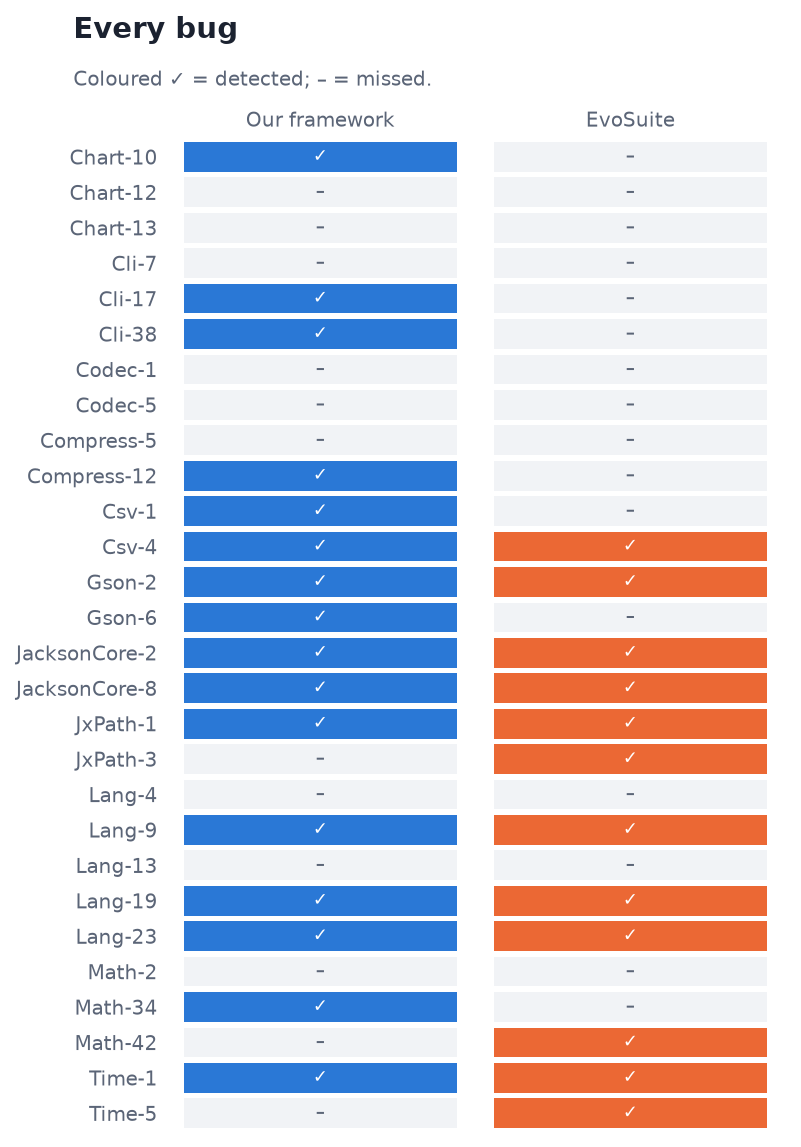 Every bug
Coloured ✓ = detected; – = missed.
Our framework EvoSuite
Chart-10 ✓ –
Chart-12 – –
Chart-13 – –
Cli-7 – –
Cli-17 ✓ –
Cli-38 ✓ –
Codec-1 – –
Codec-5 – –
Compress-5 – –
Compress-12 ✓ –
Csv-1 ✓ –
Csv-4 ✓ ✓
Gson-2 ✓ ✓
Gson-6 ✓ –
JacksonCore-2 ✓ ✓
JacksonCore-8 ✓ ✓
JxPath-1 ✓ ✓
JxPath-3 – ✓
Lang-4 – –
Lang-9 ✓ ✓
Lang-13 – –
Lang-19 ✓ ✓
Lang-23 ✓ ✓
Math-2 – –
Math-34 ✓ –
Math-42 – ✓
Time-1 ✓ ✓
Time-5 – ✓